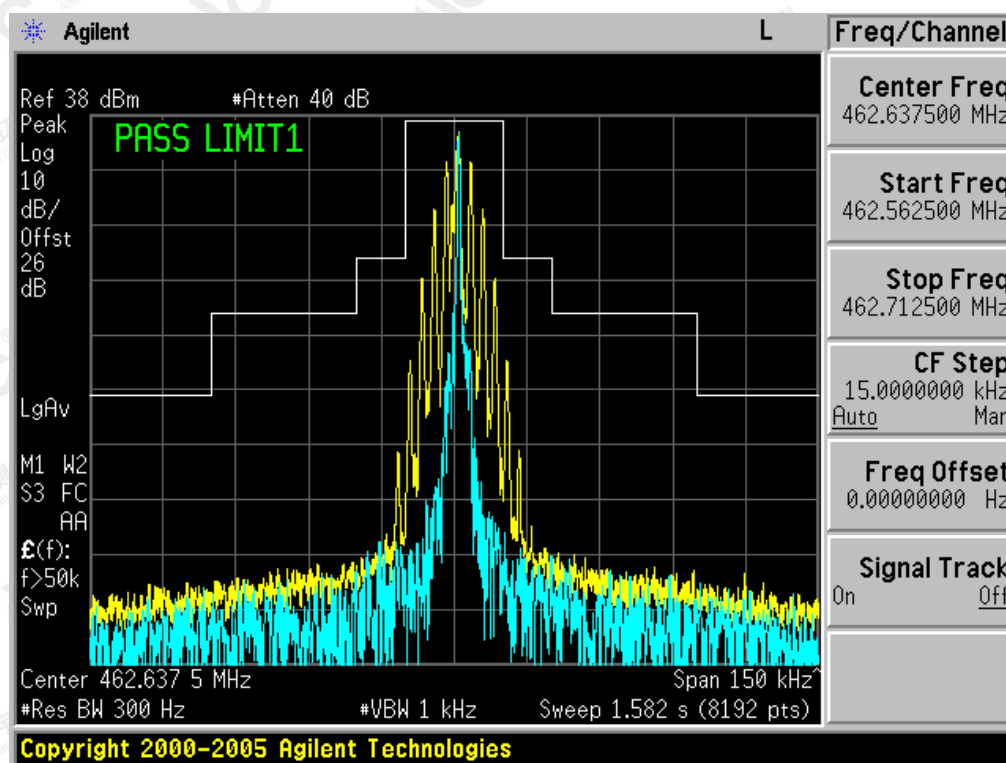 Agilent L Freq/Channel
Ref 38 dBm #Atten 40 dB
Peak
Log
10
dB/
Offst
26
dB
LgAv
M1 W2
S3 FC
AA
£(f):
f>50k
Swp
PASS LIMIT1
Center 462.637 5 MHz Span 150 kHz^
#Res BW 300 Hz #VBW 1 kHz Sweep 1.582 s (8192 pts)
Center Freq
462.637500 MHz
Start Freq
462.562500 MHz
Stop Freq
462.712500 MHz
CF Step
15.0000000 kHz
Auto Man
Freq Offset
0.00000000 Hz
Signal Track
On Off
Copyright 2000-2005 Agilent Technologies